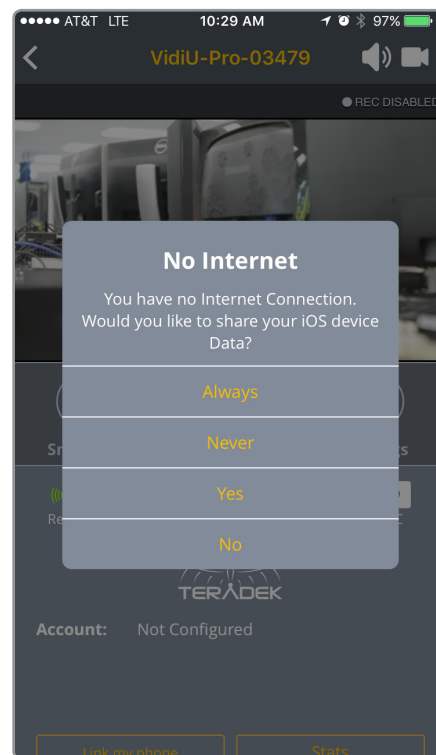 AT&T LTE 10:29 AM 97%
VidiU-Pro-03479
REC DISABLED
No Internet
You have no Internet Connection.
Would you like to share your iOS device
Data?
Always
Never
Yes
No
TERADEK
Account: Not Configured
Link my phone Stats